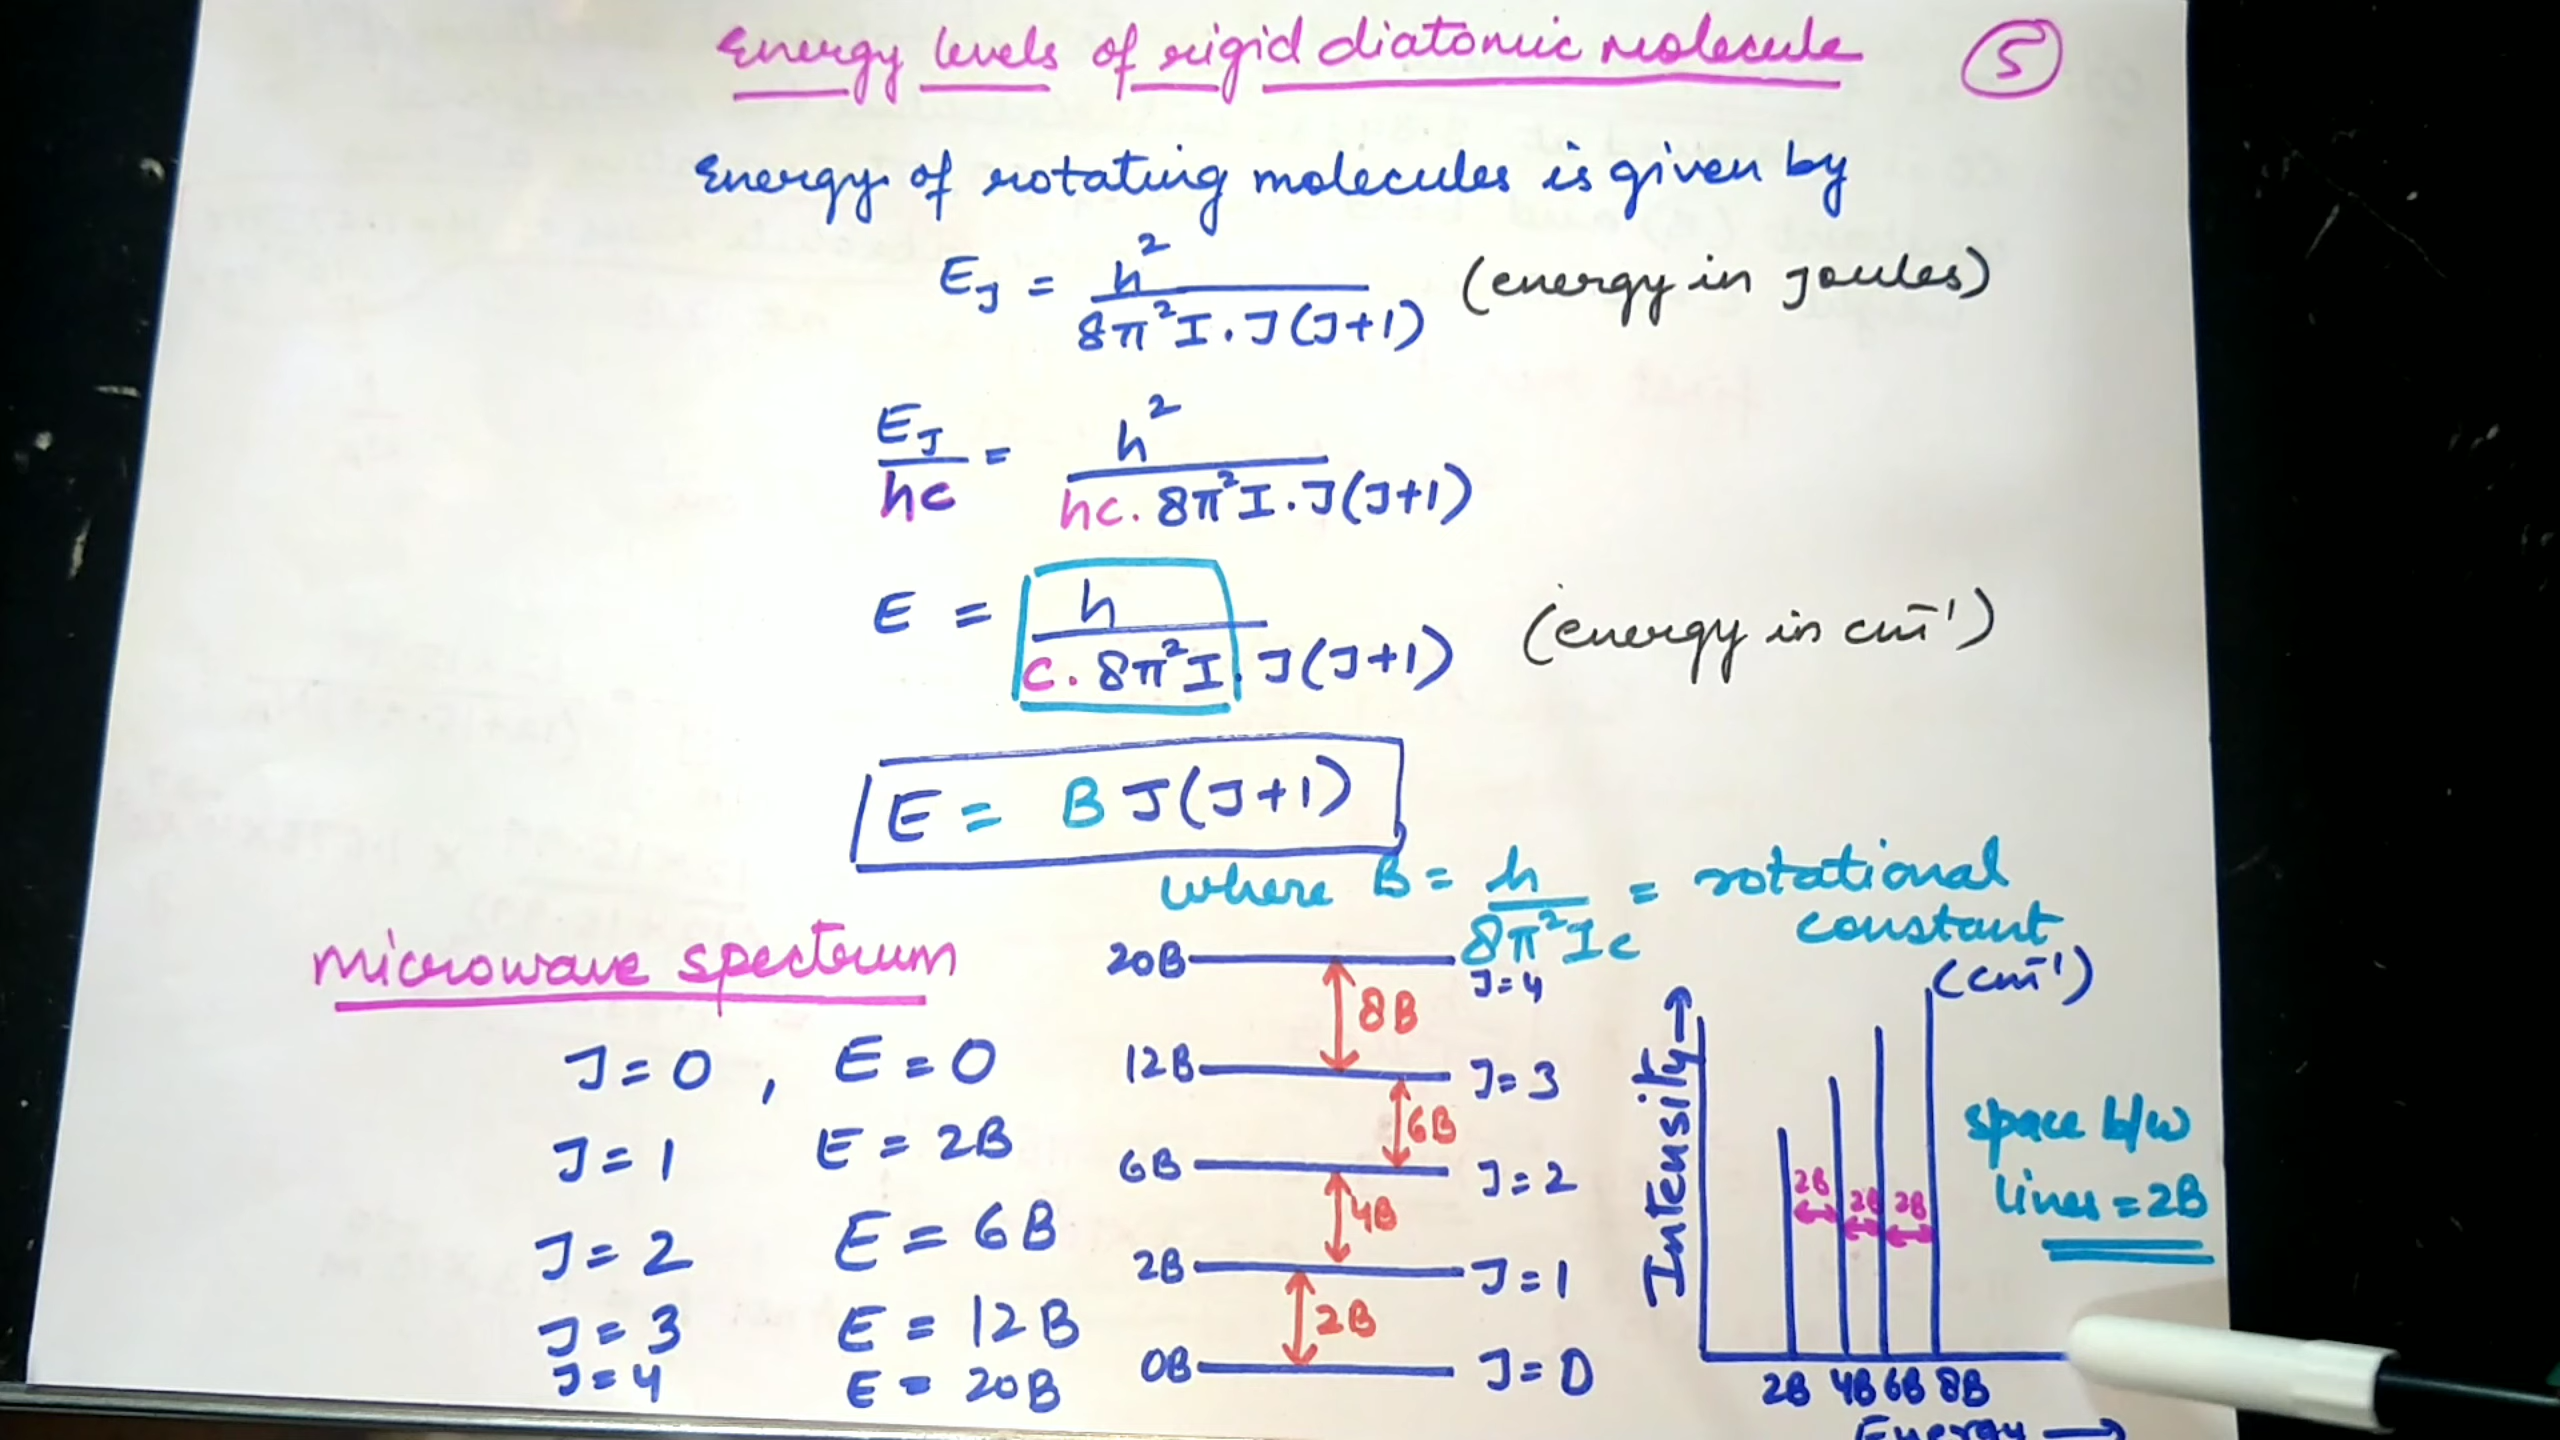 Energy levels of rigid diatomic molecule 5
Energy of rotating molecules is given by
E_J = h² / 8π²I . J(J+1) (energy in joules)
E_J / hc = h² / hc . 8π²I . J(J+1)
E = h / c . 8π²I . J(J+1) (energy in cm⁻¹)
E = B J(J+1)
where B = h / 8π²Ic = rotational constant (cm⁻¹)
Microwave spectrum
J = 0 , E = 0
J = 1 E = 2B
J = 2 E = 6B
J = 3 E = 12B
J = 4 E = 20B
20B J = 4
8B
12B J = 3
6B
6B J = 2
4B
2B J = 1
2B
0B J = 0
Intensity →
2B 2B 2B
2B 4B 6B 8B
Energy →
space b/w
lines = 2B